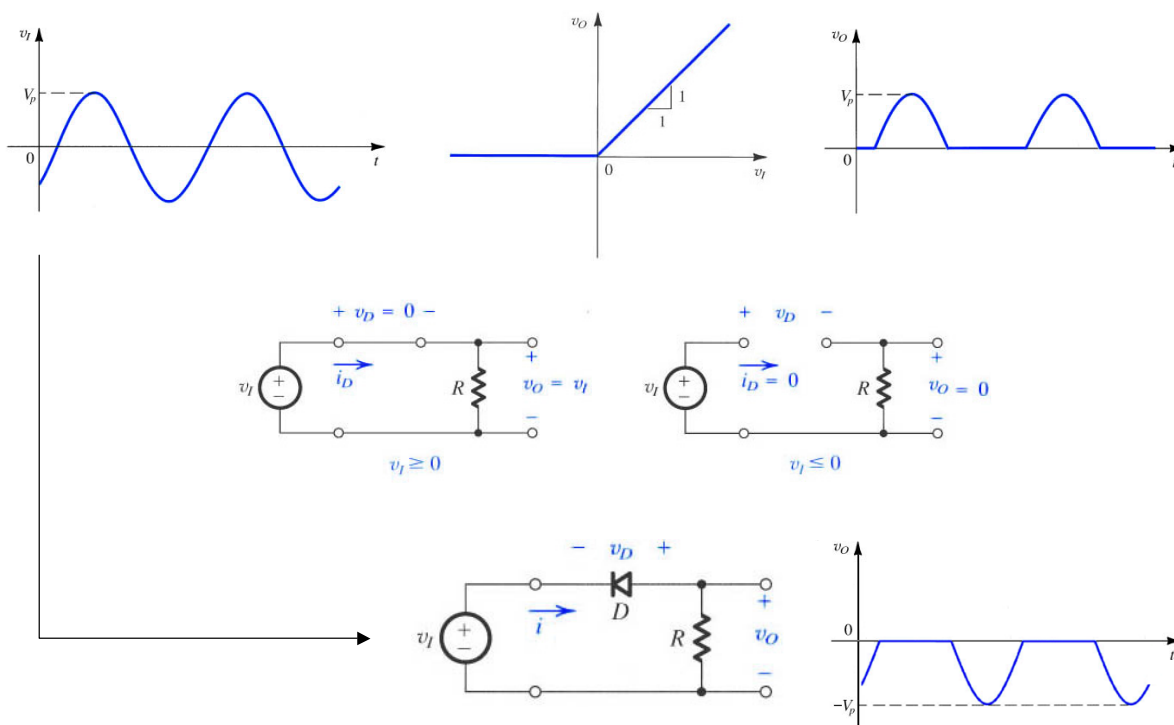 v_I
V_p
0
t
v_O
1
1
0
v_I
v_O
V_p
0
t
+ v_D = 0 −
v_I
+
−
i_D
R
+
v_O = v_I
−
v_I ≥ 0
+ v_D −
v_I
+
−
i_D = 0
R
+
v_O = 0
−
v_I ≤ 0
− v_D +
D
v_I
+
−
i
R
+
v_O
−
v_O
0
t
−V_p